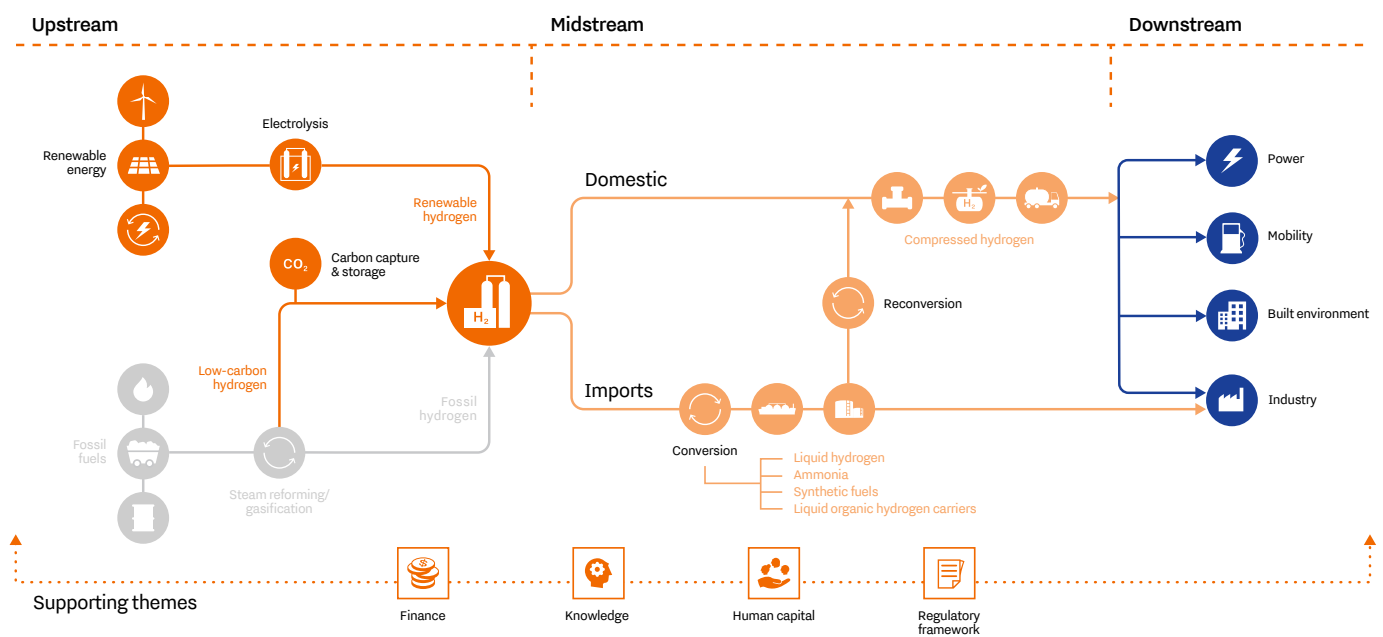 Upstream
Midstream
Downstream
Electrolysis
Renewable
energy
Renewable
hydrogen
CO₂
Carbon capture
& storage
H₂
Low-carbon
hydrogen
Fossil
hydrogen
Fossil
fuels
Steam reforming/
gasification
Domestic
H₂
Compressed hydrogen
Reconversion
Imports
Conversion
Liquid hydrogen
Ammonia
Synthetic fuels
Liquid organic hydrogen carriers
Power
Mobility
Built environment
Industry
Supporting themes
$
Finance
Knowledge
Human capital
Regulatory
framework